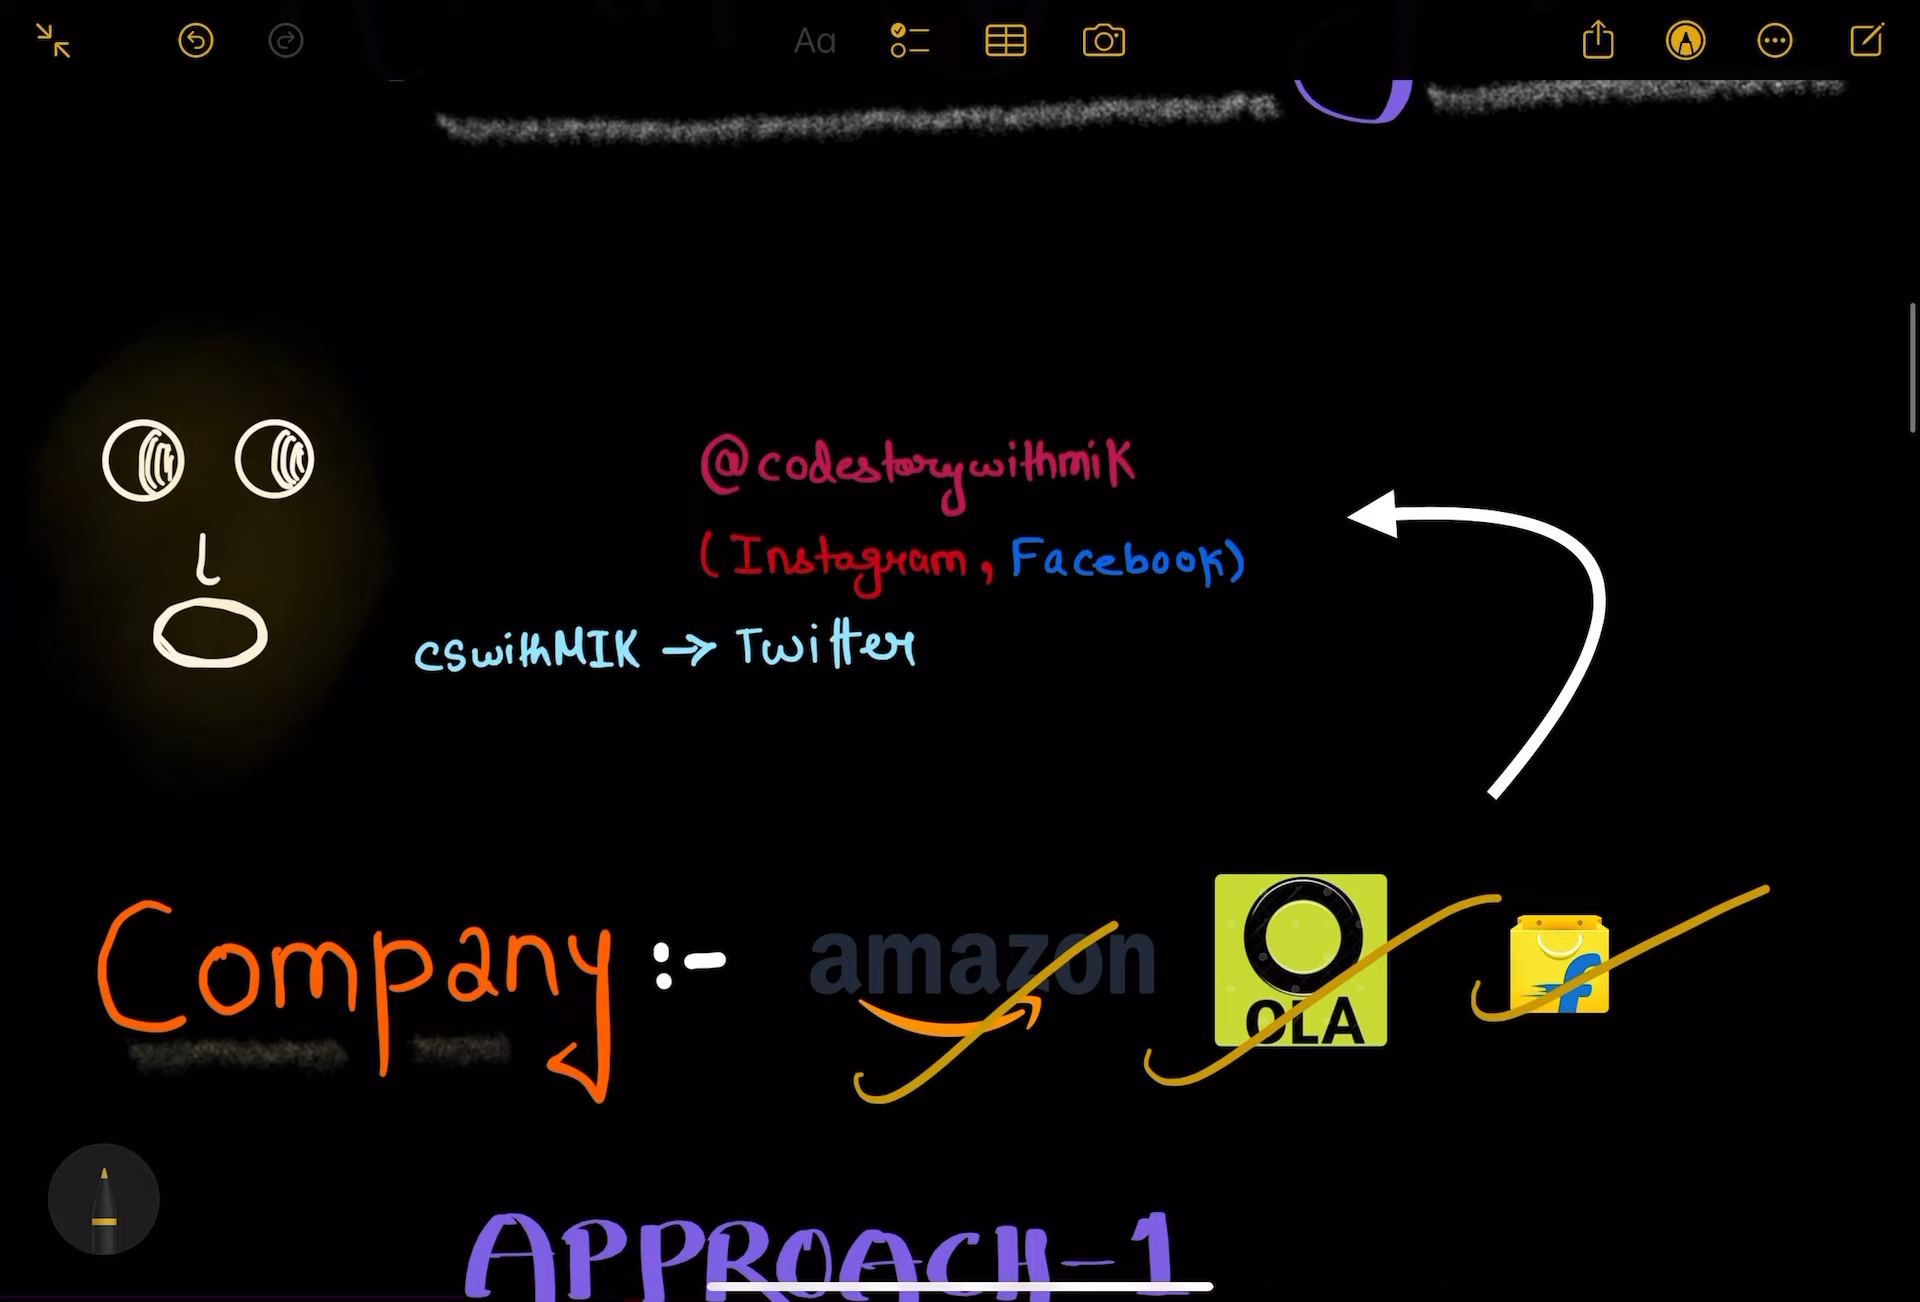 Aa
@codestorywithmik
(Instagram, Facebook)
cswithMIK → Twitter
Company :- amazon OLA f
APPROACH-1